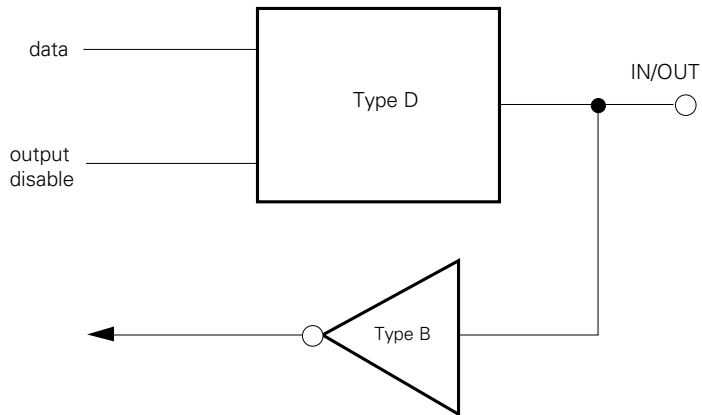 data
Type D
IN/OUT
output
disable
Type B